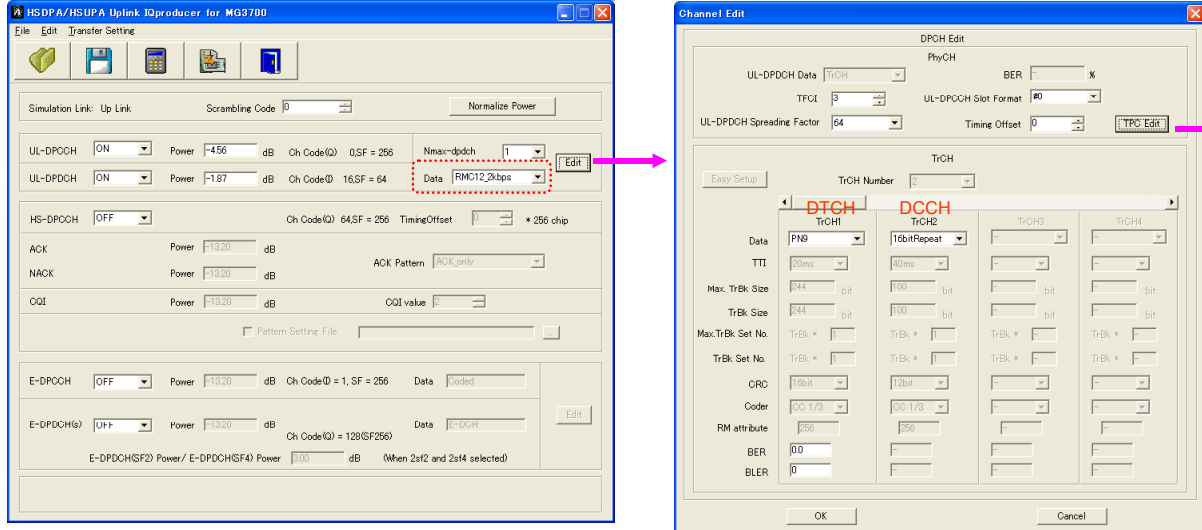 HSDPA/HSUPA Uplink IQproducer for MG3700
File Edit Transfer Setting
Simulation Link: Up Link Scrambling Code 0 Normalize Power
UL-DPCCH ON Power -4.56 dB Ch Code(Q) 0,SF = 256 Nmax-dpdch 1
Edit
UL-DPDCH ON Power -1.87 dB Ch Code(I) 16,SF = 64 Data RMC12_2kbps
HS-DPCCH OFF Ch Code(Q) 64,SF = 256 TimingOffset 0 * 256 chip
ACK Power -13.20 dB
ACK Pattern ACK_only
NACK Power -13.20 dB
CQI Power -13.20 dB CQI value 2
Pattern Setting File ...
E-DPCCH OFF Power -13.20 dB Ch Code(I) = 1, SF = 256 Data Coded
Edit
E-DPDCH(s) OFF Power -13.20 dB Data E-DCH
Ch Code(Q) = 128(SF256)
E-DPDCH(SF2) Power/ E-DPDCH(SF4) Power 3.00 dB (When 2sf2 and 2sf4 selected)
Channel Edit
DPCH Edit
PhyCH
UL-DPDCH Data TrCH BER - %
TFCI 3 UL-DPCCH Slot Format #0
UL-DPDCH Spreading Factor 64 Timing Offset 0 TPC Edit
TrCH
Easy Setup TrCH Number 2
DTCH DCCH
TrCH1 TrCH2 TrCH3 TrCH4
Data PN9 16bitRepeat - -
TTI 20ms 40ms - -
Max. TrBk Size 244 bit 100 bit - bit - bit
TrBk Size 244 bit 100 bit - bit - bit
Max.TrBk Set No. TrBk * 1 TrBk * 1 TrBk * - TrBk * -
TrBk Set No. TrBk * 1 TrBk * 1 TrBk * - TrBk * -
CRC 16bit 12bit - -
Coder CC 1/3 CC 1/3 - -
RM attribute 256 256 - -
BER 0.0 - - -
BLER 0 - - -
OK Cancel